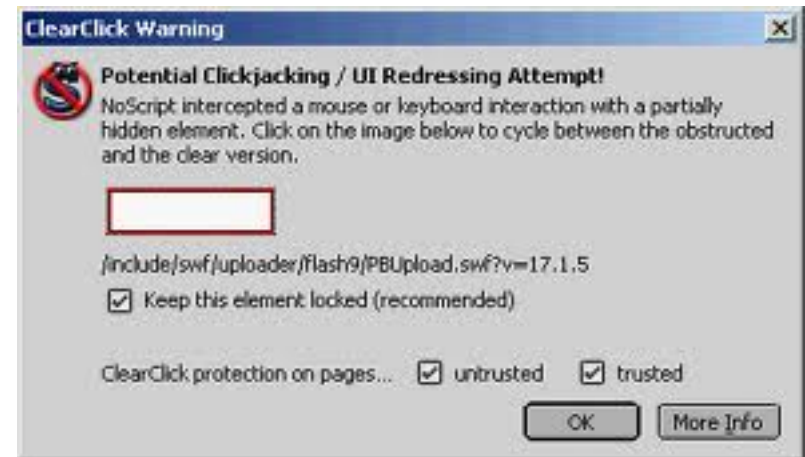 ClearClick Warning
Potential Clickjacking / UI Redressing Attempt!
NoScript intercepted a mouse or keyboard interaction with a partially
hidden element. Click on the image below to cycle between the obstructed
and the clear version.
/include/swf/uploader/flash9/PBUpload.swf?v=17.1.5
Keep this element locked (recommended)
ClearClick protection on pages... untrusted trusted
OK More Info